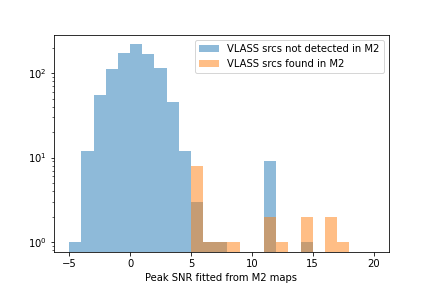 VLASS srcs not detected in M2
VLASS srcs found in M2
10²
10¹
10⁰
−5 0 5 10 15 20
Peak SNR fitted from M2 maps